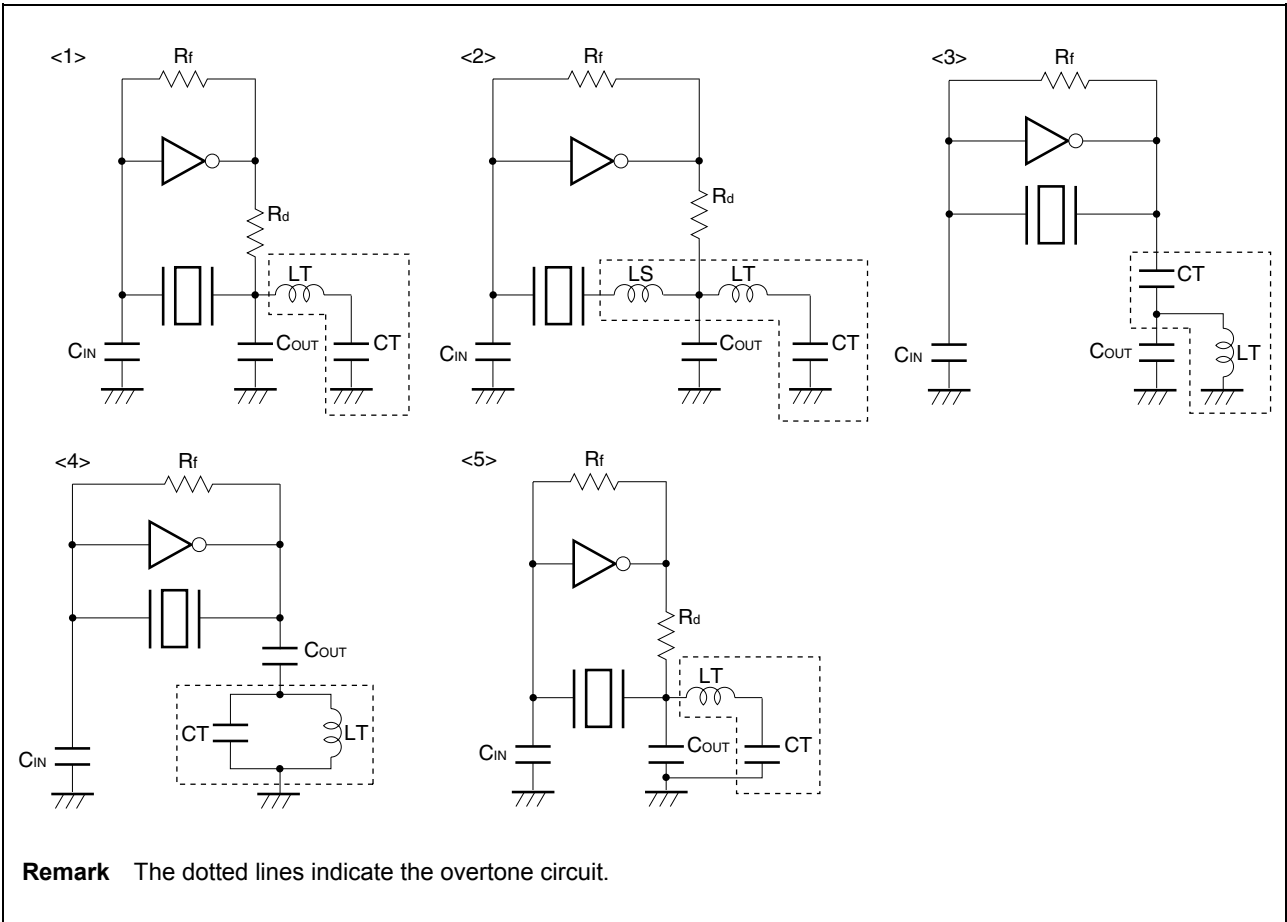 <1> Rf
Rd
LT
CIN COUT CT
<2> Rf
Rd
LS LT
CIN COUT CT
<3> Rf
CT
CIN COUT LT
<4> Rf
COUT
CT LT
CIN
<5> Rf
Rd
LT
CIN COUT CT
Remark The dotted lines indicate the overtone circuit.